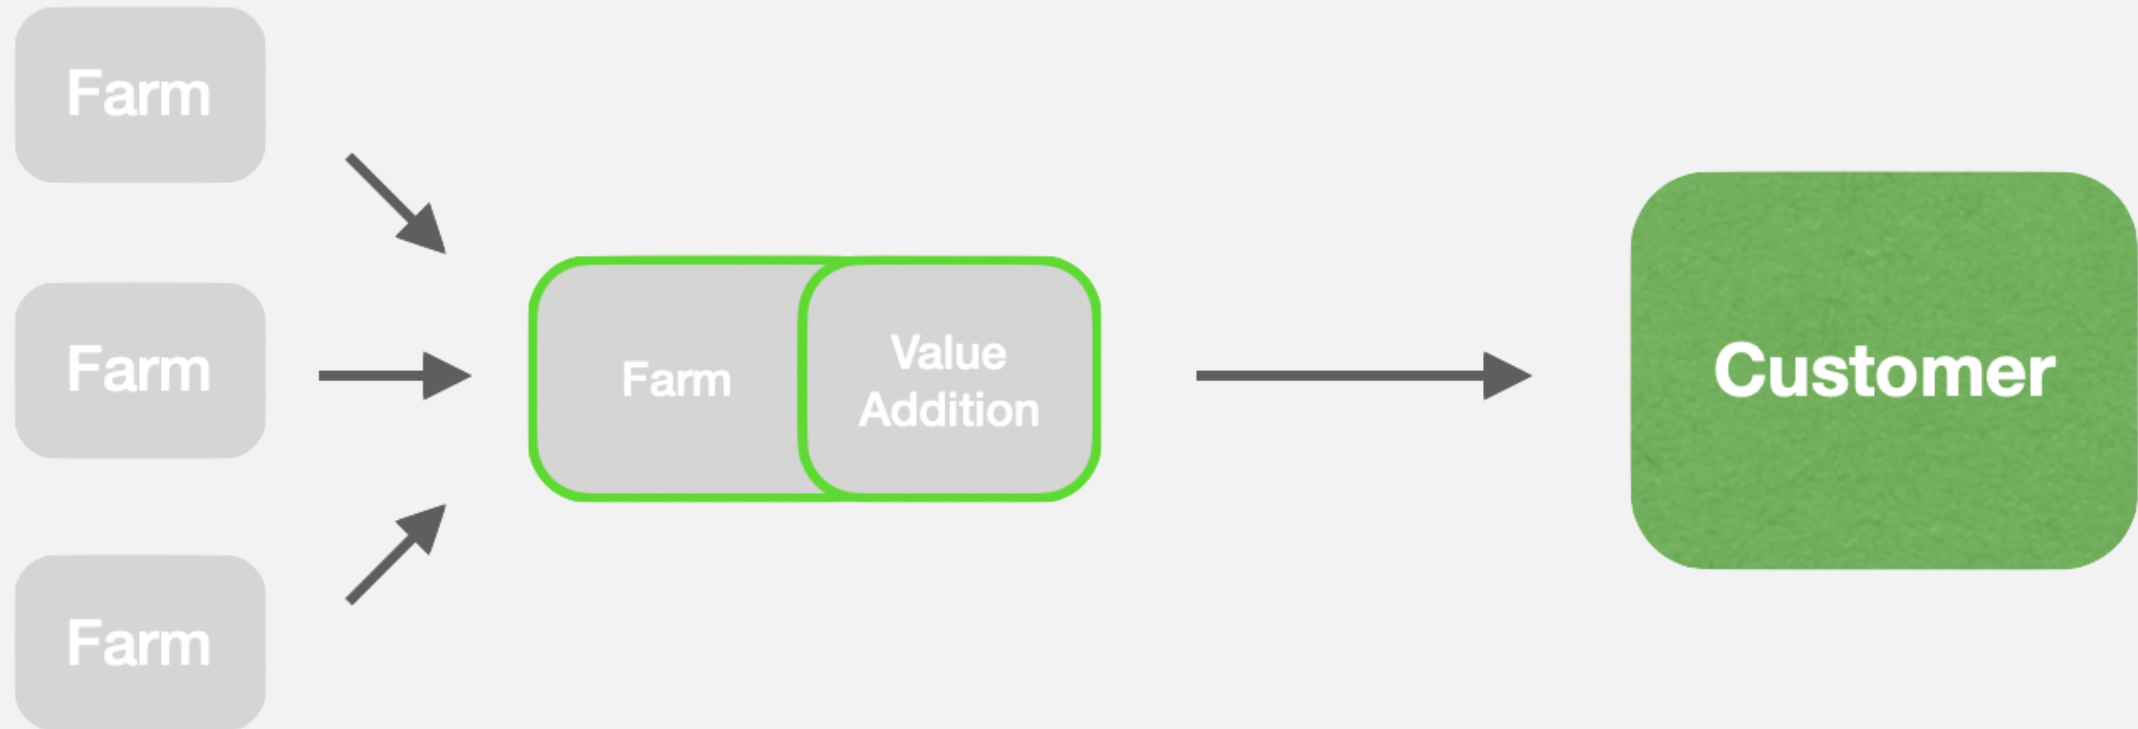 Farm
Farm
Farm
Farm
Value
Addition
Customer